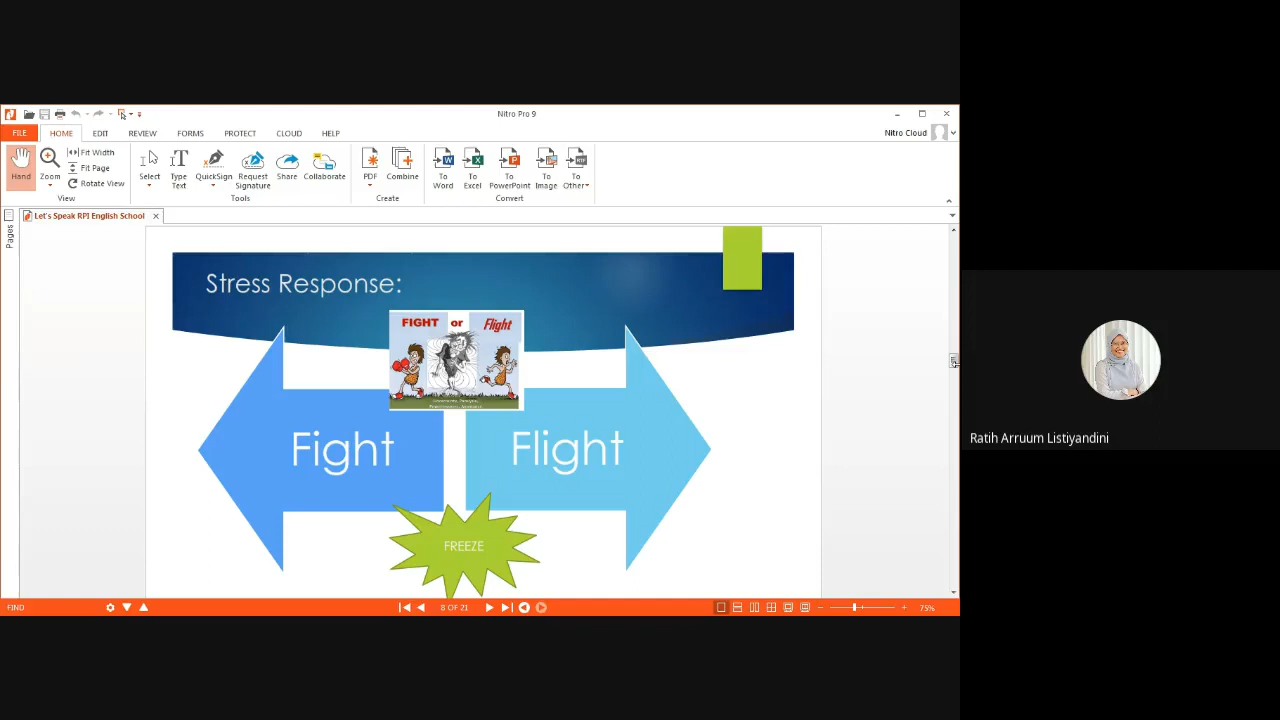 Nitro Pro 9
FILE HOME EDIT REVIEW FORMS PROTECT CLOUD HELP
Nitro Cloud
Hand
Zoom
Fit Width
Fit Page
Rotate View
View
Select
Type
Text
QuickSign
Request
Signature
Share
Collaborate
Tools
PDF
Combine
Create
To
Word
To
Excel
To
PowerPoint
To
Image
To
Other
Convert
Let's Speak RPI English School
Pages
Stress Response:
FIGHT or Flight
Fight
Flight
FREEZE
Ratih Arruum Listiyandini
FIND
8 OF 21
75%